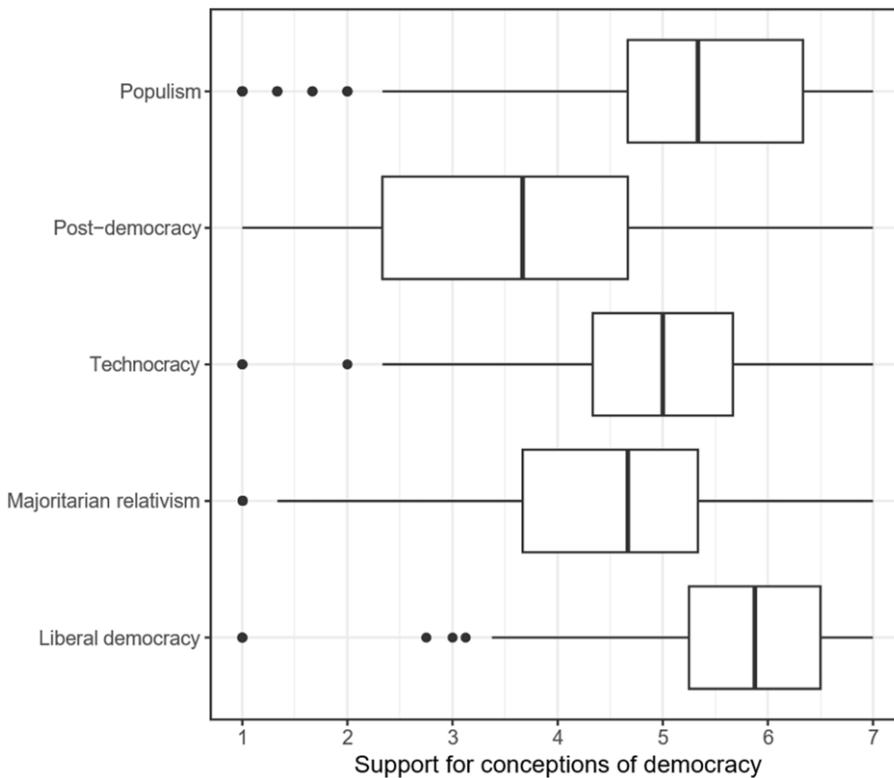 Populism
Post−democracy
Technocracy
Majoritarian relativism
Liberal democracy
1 2 3 4 5 6 7
Support for conceptions of democracy